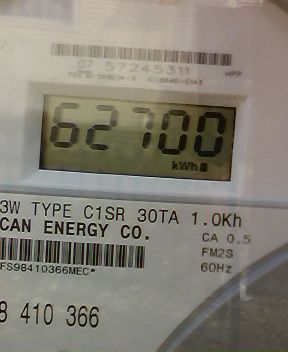 07 57245311
HPP
62700
kWh
3W TYPE C1SR 30TA 1.0Kh
CAN ENERGY CO.
CA 0.5
FM2S
FS98410366MEC*
60Hz
8 410 366